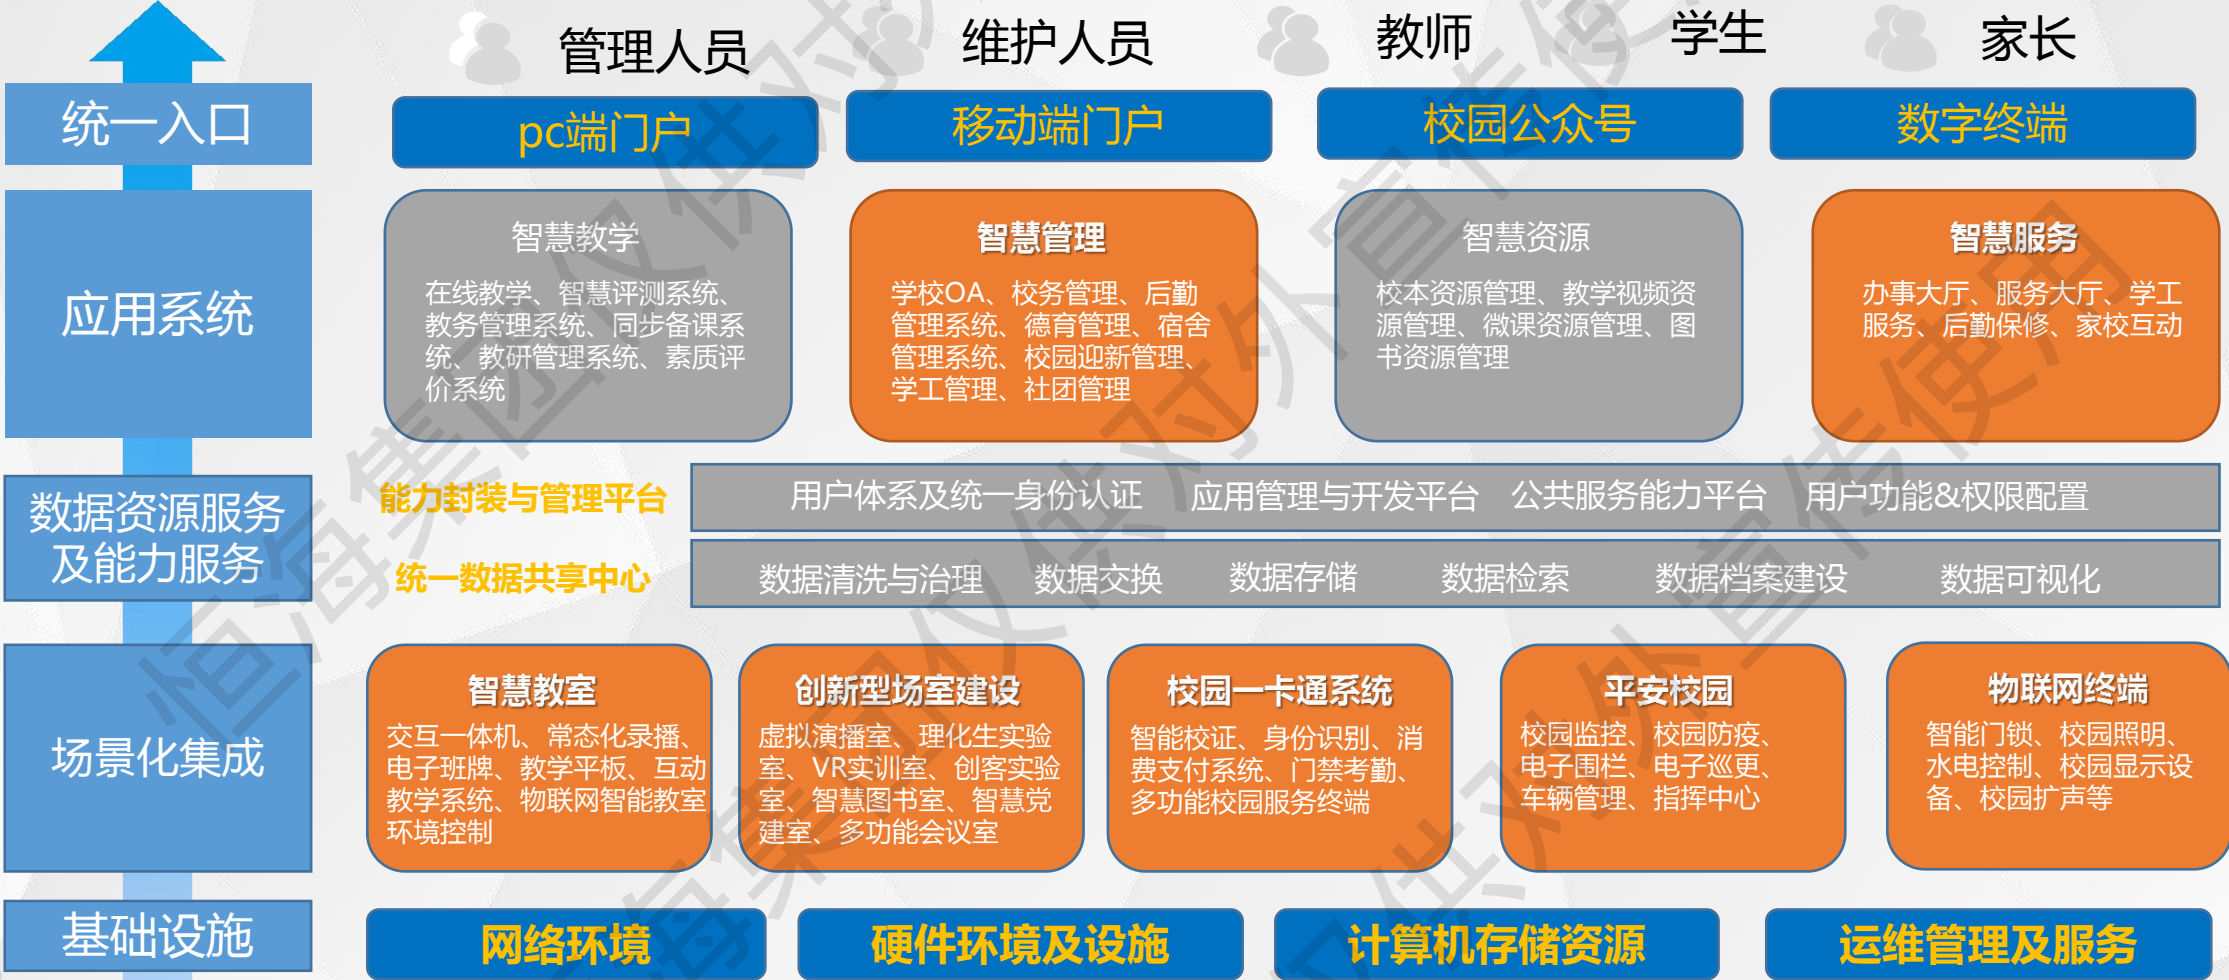 管理人员
维护人员
教师
学生
家长
统一入口
pc端门户
移动端门户
校园公众号
数字终端
应用系统
智慧教学
在线教学、智慧评测系统、
教务管理系统、同步备课系
统、教研管理系统、素质评
价系统
智慧管理
学校OA、校务管理、后勤
管理系统、德育管理、宿舍
管理系统、校园迎新管理、
学工管理、社团管理
智慧资源
校本资源管理、教学视频资
源管理、微课资源管理、图
书资源管理
智慧服务
办事大厅、服务大厅、学工
服务、后勤保修、家校互动
数据资源服务
及能力服务
能力封装与管理平台
用户体系及统一身份认证
应用管理与开发平台
公共服务能力平台
用户功能&权限配置
统一数据共享中心
数据清洗与治理
数据交换
数据存储
数据检索
数据档案建设
数据可视化
场景化集成
智慧教室
交互一体机、常态化录播、
电子班牌、教学平板、互动
教学系统、物联网智能教室
环境控制
创新型场室建设
虚拟演播室、理化生实验
室、VR实训室、创客实验
室、智慧图书室、智慧党
建室、多功能会议室
校园一卡通系统
智能校证、身份识别、消
费支付系统、门禁考勤、
多功能校园服务终端
平安校园
校园监控、校园防疫、
电子围栏、电子巡更、
车辆管理、指挥中心
物联网终端
智能门锁、校园照明、
水电控制、校园显示设
备、校园扩声等
基础设施
网络环境
硬件环境及设施
计算机存储资源
运维管理及服务
恒海集团仅供对外宣传使用